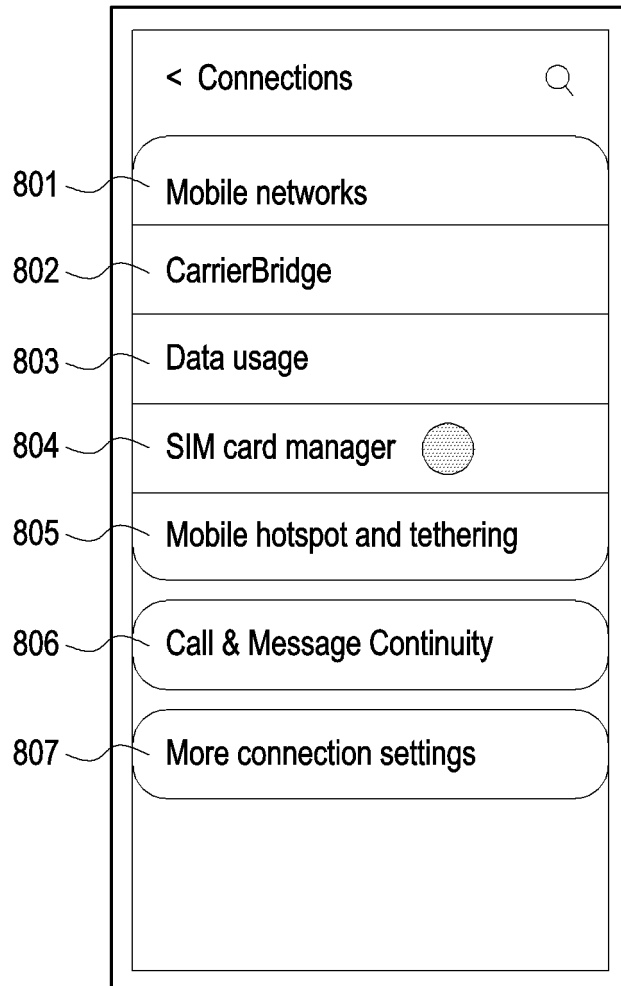 < Connections
801 Mobile networks
802 CarrierBridge
803 Data usage
804 SIM card manager
805 Mobile hotspot and tethering
806 Call & Message Continuity
807 More connection settings